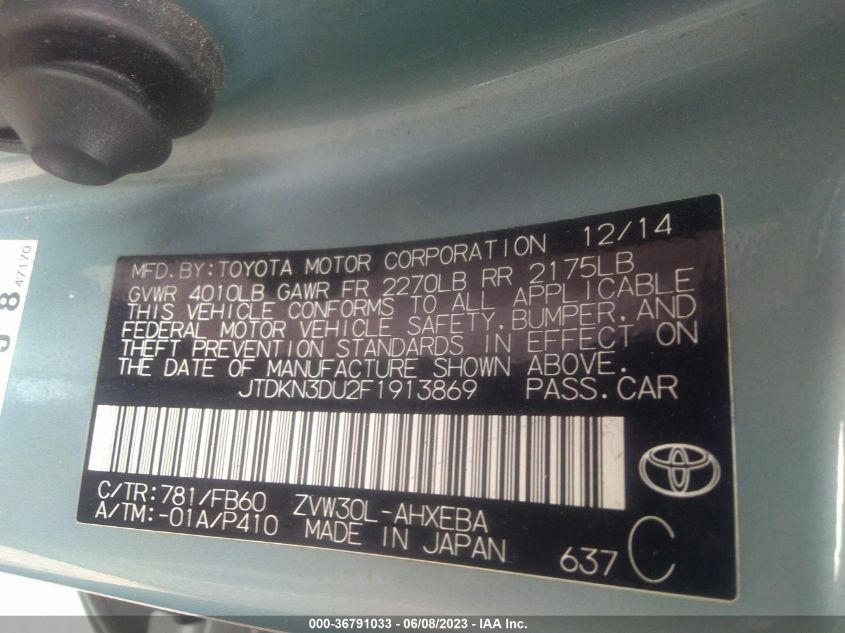 MFD.BY:TOYOTA MOTOR CORPORATION 12/14
GVWR 4010LB GAWR FR 2270LB RR 2175LB
THIS VEHICLE CONFORMS TO ALL APPLICABLE
FEDERAL MOTOR VEHICLE SAFETY,BUMPER,AND
THEFT PREVENTION STANDARDS IN EFFECT ON
THE DATE OF MANUFACTURE SHOWN ABOVE.
JTDKN3DU2F1913869 PASS.CAR
C/TR:781/FB60 ZVW30L-AHXEBA
A/TM:-01A/P410 MADE IN JAPAN
637 C
47170
8
000-36791033 - 06/08/2023 - IAA Inc.